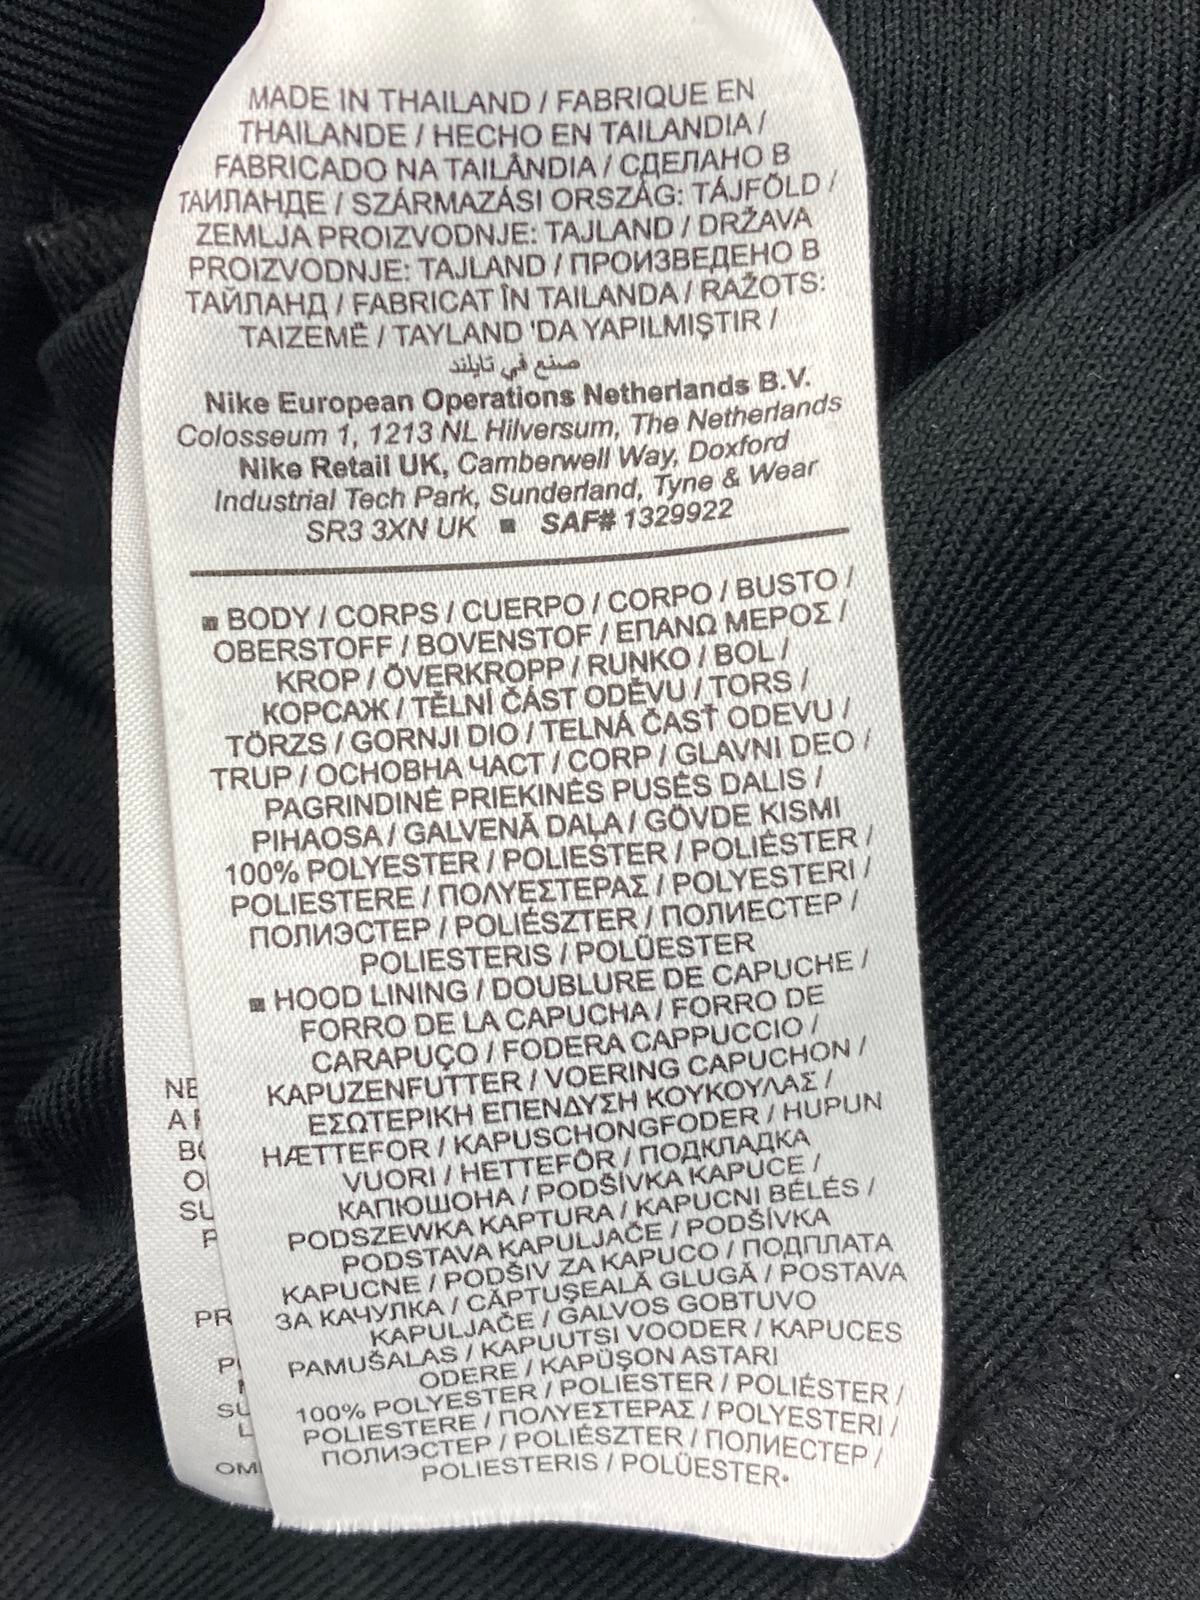 MADE IN THAILAND / FABRIQUE EN
THAILANDE / HECHO EN TAILANDIA /
FABRICADO NA TAILÂNDIA / СДЕЛАНО В
ТАИЛАНДЕ / SZÁRMAZÁSI ORSZÁG: TÁJFÖLD /
ZEMLJA PROIZVODNJE: TAJLAND / DRŽAVA
PROIZVODNJE: TAJLAND / ПРОИЗВЕДЕНО В
ТАЙЛАНД / FABRICAT ÎN TAILANDA / RAŽOTS:
TAIZEMĒ / TAYLAND 'DA YAPILMIŞTIR /
صنع في تايلند
Nike European Operations Netherlands B.V.
Colosseum 1, 1213 NL Hilversum, The Netherlands
Nike Retail UK, Camberwell Way, Doxford
Industrial Tech Park, Sunderland, Tyne & Wear
SR3 3XN UK ■ SAF# 1329922
■ BODY / CORPS / CUERPO / CORPO / BUSTO /
OBERSTOFF / BOVENSTOF / ΕΠΑΝΩ ΜΕΡΟΣ /
KROP / ÖVERKROPP / RUNKO / BOL /
КОРСАЖ / TĚLNÍ ČÁST ODĚVU / TORS /
TÖRZS / GORNJI DIO / TELNÁ ČASŤ ODEVU /
TRUP / ОСНОВНА ЧАСТ / CORP / GLAVNI DEO /
PAGRINDINĖ PRIEKINĖS PUSĖS DALIS /
PIHAOSA / GALVENĀ DAĻA / GÖVDE KISMI
100% POLYESTER / POLIESTER / POLIÉSTER /
POLIESTERE / ΠΟΛΥΕΣΤΕΡΑΣ / POLYESTERI /
ПОЛИЭСТЕР / POLIÉSZTER / ПОЛИЕСТЕР /
POLIESTERIS / POLÜESTER
■ HOOD LINING / DOUBLURE DE CAPUCHE /
FORRO DE LA CAPUCHA / FORRO DE
CARAPUÇO / FODERA CAPPUCCIO /
KAPUZENFUTTER / VOERING CAPUCHON /
ΕΣΩΤΕΡΙΚΗ ΕΠΕΝΔΥΣΗ ΚΟΥΚΟΥΛΑΣ /
HÆTTEFOR / KAPUSCHONGFODER / HUPUN
VUORI / HETTEFÔR / ПОДКЛАДКА
КАПЮШОНА / PODŠÍVKA KAPUCE /
PODSZEWKA KAPTURA / KAPUCNI BÉLÉS /
PODSTAVA KAPULJAČE / PODŠÍVKA
KAPUCNE / PODŠIV ZA KAPUCO / ПОДПЛАТА
ЗА КАЧУЛКА / CĂPTUŞEALĂ GLUGĂ / POSTAVA
KAPULJAČE / GALVOS GOBTUVO
PAMUŠALAS / KAPUUTSI VOODER / KAPUCES
ODERE / KAPÜŞON ASTARI
100% POLYESTER / POLIESTER / POLIÉSTER /
POLIESTERE / ΠΟΛΥΕΣΤΕΡΑΣ / POLYESTERI /
ПОЛИЭСТЕР / POLIÉSZTER / ПОЛИЕСТЕР /
POLIESTERIS / POLÜESTER•